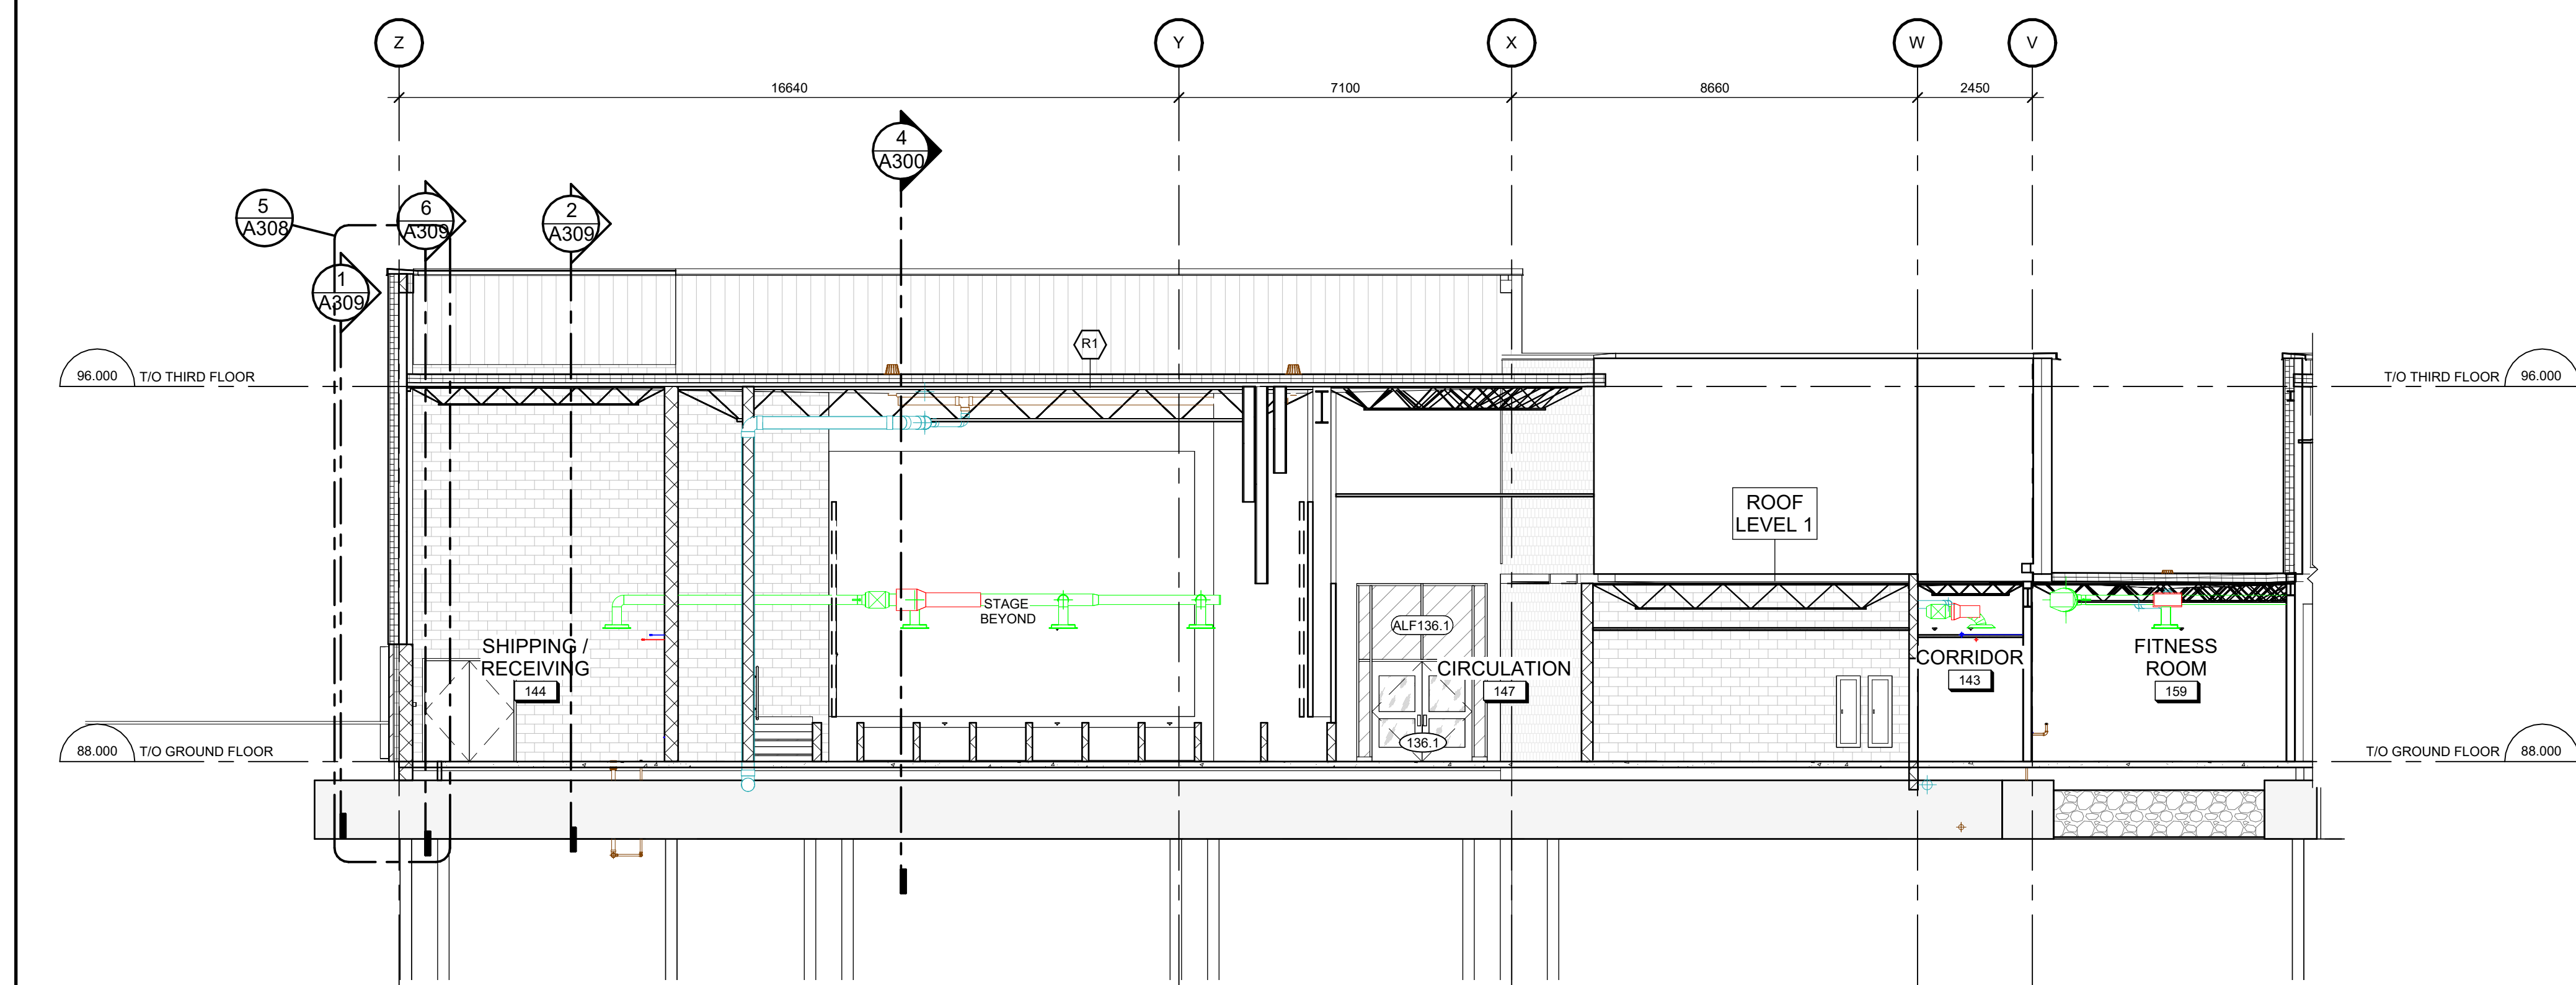 Z
Y
X
W
V
16640
7100
8660
2450
4
A300
5
A308
6
A309
2
A309
1
A309
R1
96.000
T/O THIRD FLOOR
T/O THIRD FLOOR
96.000
ROOF
LEVEL 1
STAGE
BEYOND
ALF136.1
SHIPPING /
RECEIVING
144
CIRCULATION
147
CORRIDOR
143
FITNESS
ROOM
159
136.1
88.000
T/O GROUND FLOOR
T/O GROUND FLOOR
88.000